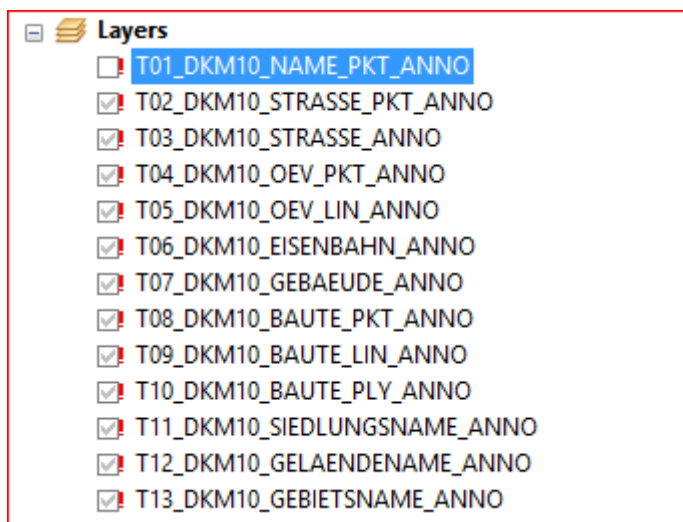 Layers
T01_DKM10_NAME_PKT_ANNO
T02_DKM10_STRASSE_PKT_ANNO
T03_DKM10_STRASSE_ANNO
T04_DKM10_OEV_PKT_ANNO
T05_DKM10_OEV_LIN_ANNO
T06_DKM10_EISENBAHN_ANNO
T07_DKM10_GEBAEUDE_ANNO
T08_DKM10_BAUTE_PKT_ANNO
T09_DKM10_BAUTE_LIN_ANNO
T10_DKM10_BAUTE_PLY_ANNO
T11_DKM10_SIEDLUNGSNAME_ANNO
T12_DKM10_GELAENDENAME_ANNO
T13_DKM10_GEBIETSNAME_ANNO